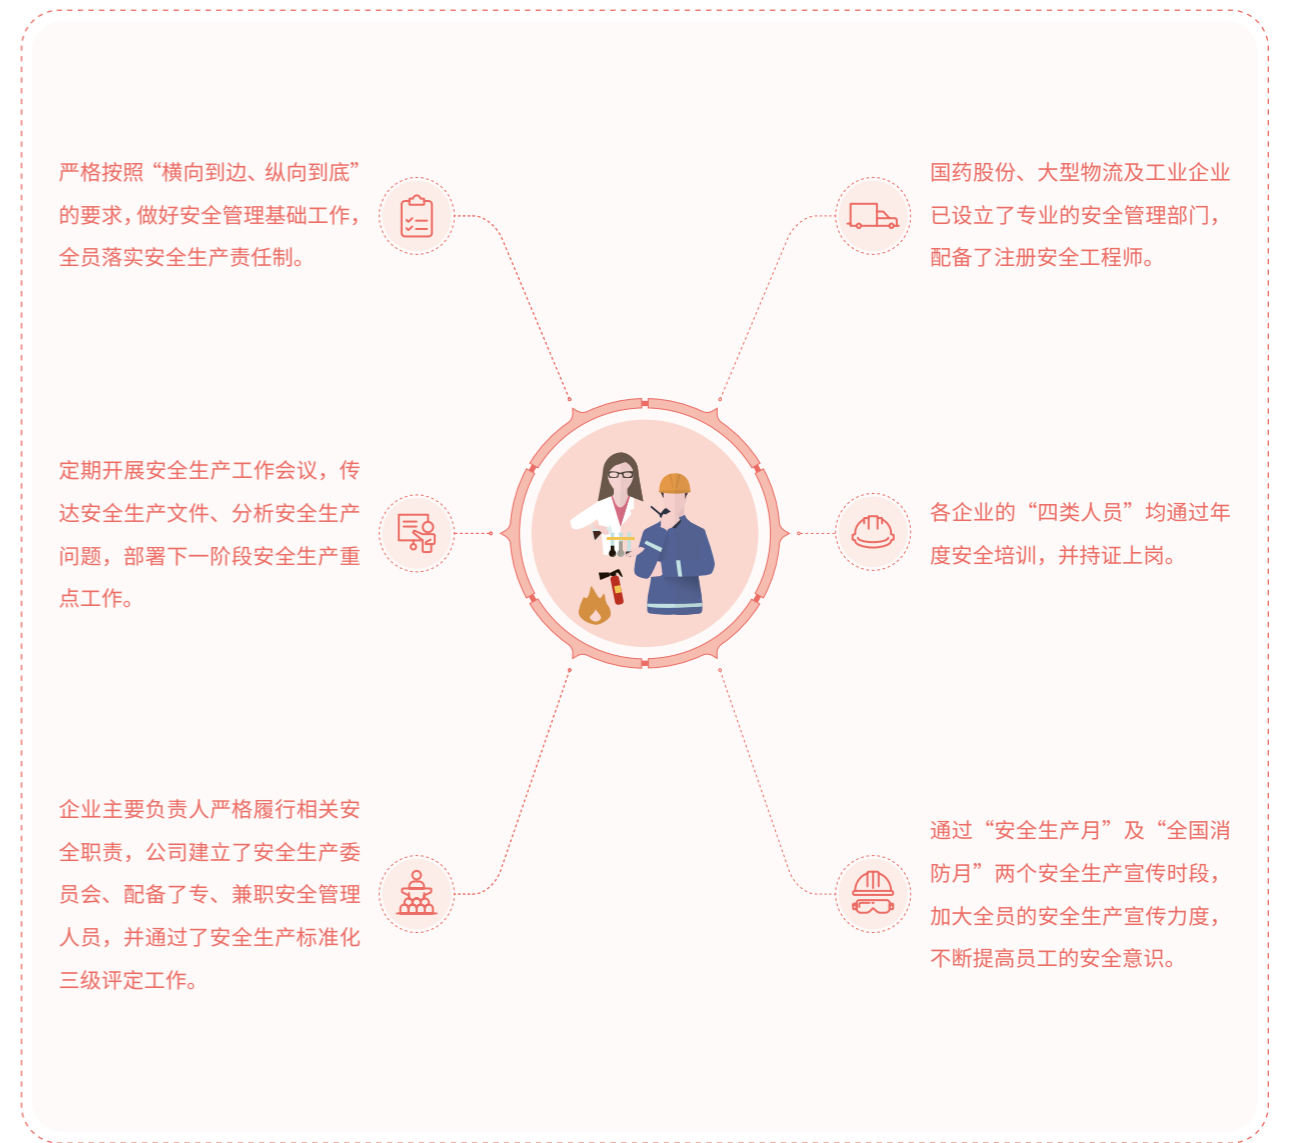 严格按照“横向到边、纵向到底”
的要求，做好安全管理基础工作，
全员落实安全生产责任制。
定期开展安全生产工作会议，传
达安全生产文件、分析安全生产
问题，部署下一阶段安全生产重
点工作。
企业主要负责人严格履行相关安
全职责，公司建立了安全生产委
员会、配备了专、兼职安全管理
人员，并通过了安全生产标准化
三级评定工作。
国药股份、大型物流及工业企业
已设立了专业的安全管理部门，
配备了注册安全工程师。
各企业的“四类人员”均通过年
度安全培训，并持证上岗。
通过“安全生产月”及“全国消
防月”两个安全生产宣传时段，
加大全员的安全生产宣传力度，
不断提高员工的安全意识。